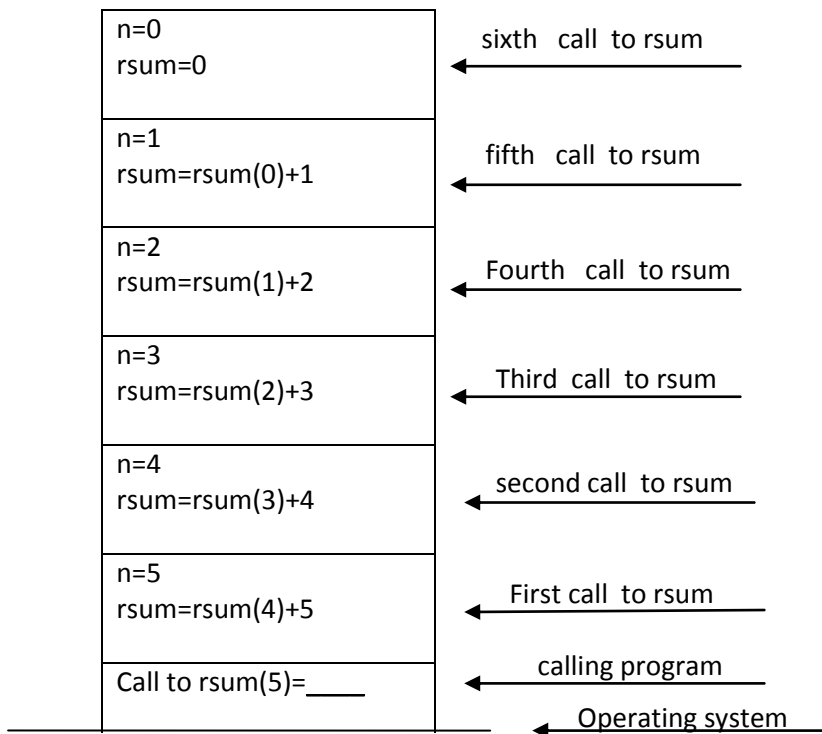 n=0
rsum=0
sixth call to rsum
n=1
rsum=rsum(0)+1
fifth call to rsum
n=2
rsum=rsum(1)+2
Fourth call to rsum
n=3
rsum=rsum(2)+3
Third call to rsum
n=4
rsum=rsum(3)+4
second call to rsum
n=5
rsum=rsum(4)+5
First call to rsum
Call to rsum(5)=____
calling program
Operating system